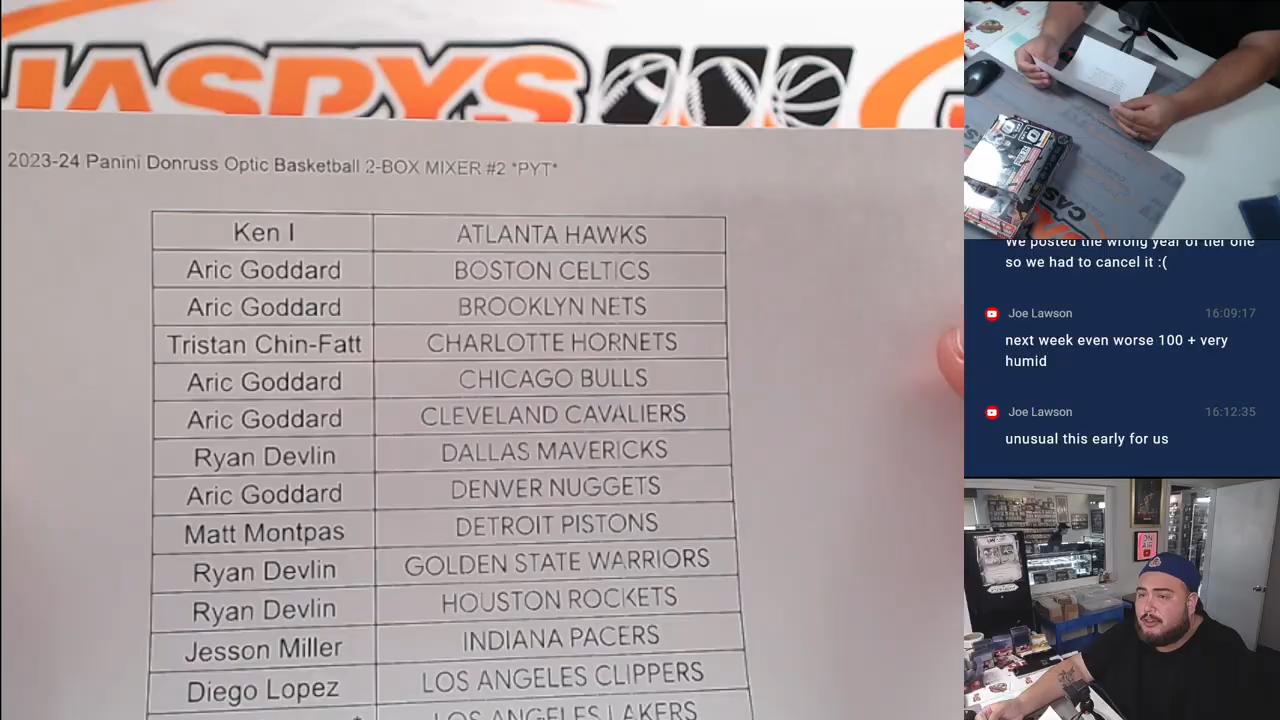 JASPYS
2023-24 Panini Donruss Optic Basketball 2-BOX MIXER #2 *PYT*
Ken I ATLANTA HAWKS
Aric Goddard BOSTON CELTICS
Aric Goddard BROOKLYN NETS
Tristan Chin-Fatt CHARLOTTE HORNETS
Aric Goddard CHICAGO BULLS
Aric Goddard CLEVELAND CAVALIERS
Ryan Devlin DALLAS MAVERICKS
Aric Goddard DENVER NUGGETS
Matt Montpas DETROIT PISTONS
Ryan Devlin GOLDEN STATE WARRIORS
Ryan Devlin HOUSTON ROCKETS
Jesson Miller INDIANA PACERS
Diego Lopez LOS ANGELES CLIPPERS
LOS ANGELES LAKERS
We posted the wrong year of tier one
so we had to cancel it :(
Joe Lawson 16:09:17
next week even worse 100 + very
humid
Joe Lawson 16:12:35
unusual this early for us
ON
AIR